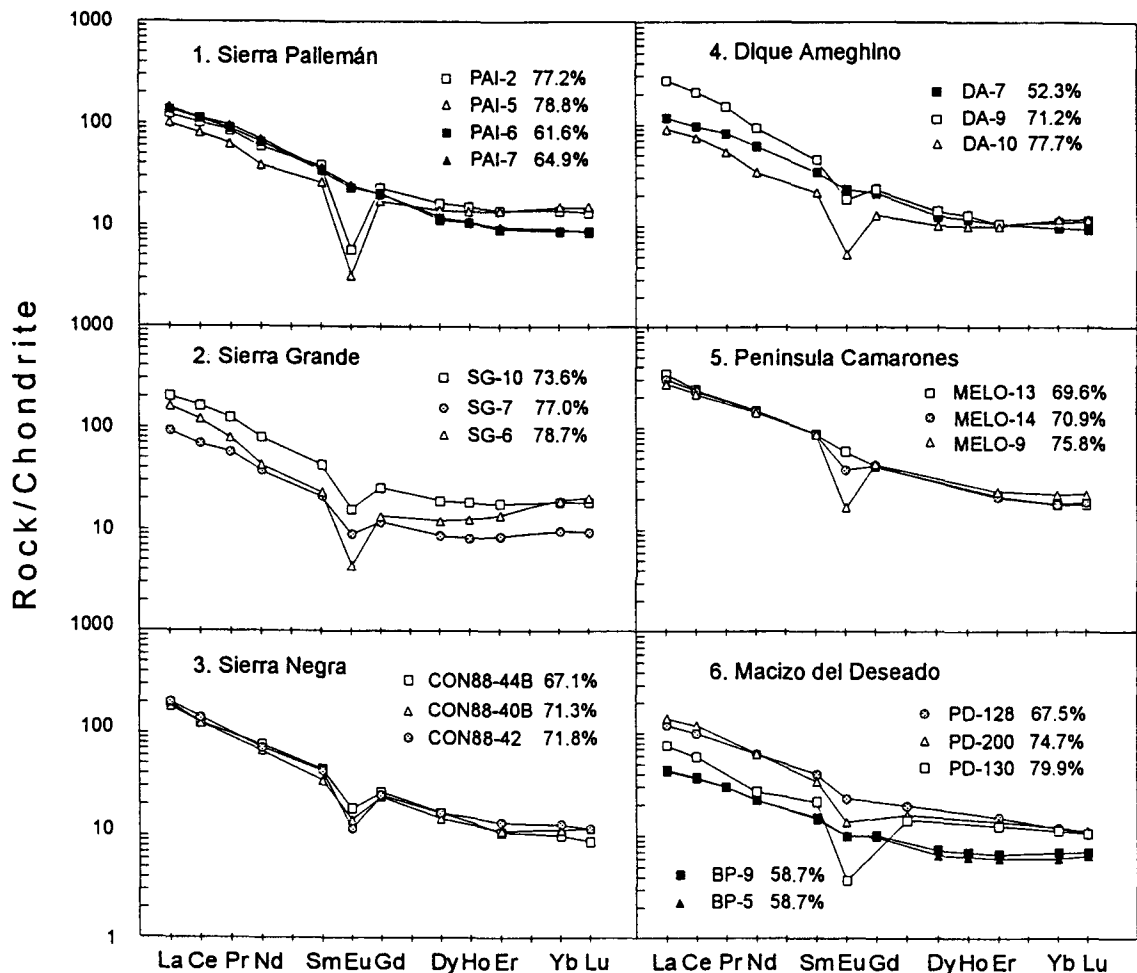 Rock/Chondrite
1000
100
10
1000
100
10
1000
100
10
1
1. Sierra Pailemán
PAI-2 77.2%
PAI-5 78.8%
PAI-6 61.6%
PAI-7 64.9%
2. Sierra Grande
SG-10 73.6%
SG-7 77.0%
SG-6 78.7%
3. Sierra Negra
CON88-44B 67.1%
CON88-40B 71.3%
CON88-42 71.8%
4. Dique Ameghino
DA-7 52.3%
DA-9 71.2%
DA-10 77.7%
5. Península Camarones
MELO-13 69.6%
MELO-14 70.9%
MELO-9 75.8%
6. Macizo del Deseado
PD-128 67.5%
PD-200 74.7%
PD-130 79.9%
BP-9 58.7%
BP-5 58.7%
La Ce Pr Nd Sm Eu Gd Dy Ho Er Yb Lu
La Ce Pr Nd Sm Eu Gd Dy Ho Er Yb Lu